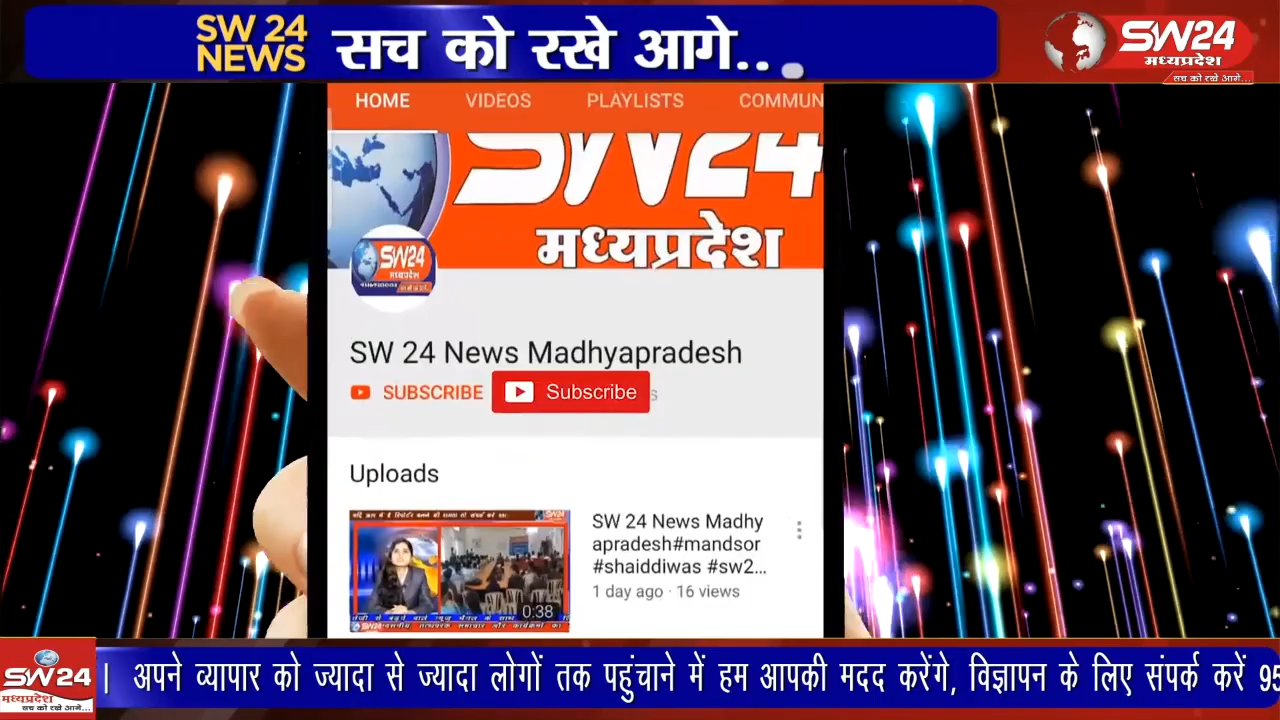 SW 24
NEWS
सच को रखे आगे..
SW24
मध्यप्रदेश
सच को रखे आगे...
HOME VIDEOS PLAYLISTS COMMUN
SW24
मध्यप्रदेश
SW24
मध्यप्रदेश
SW 24 News Madhyapradesh
SUBSCRIBE
Subscribe
Uploads
SW 24 News Madhy
apradesh#mandsor
#shaiddiwas #sw2...
1 day ago · 16 views
0:38
SW24
मध्यप्रदेश
सच को रखे आगे...
| अपने व्यापार को ज्यादा से ज्यादा लोगों तक पहुंचाने में हम आपकी मदद करेंगे, विज्ञापन के लिए संपर्क करें 95